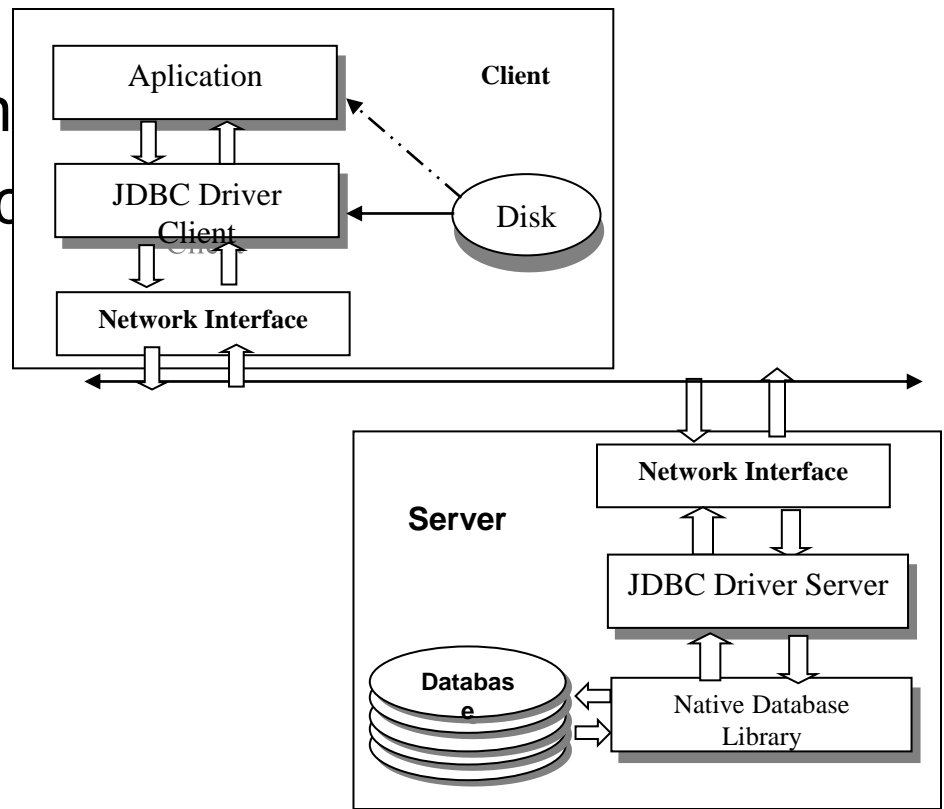 Aplication
Client
JDBC Driver
Client
Disk
Network Interface
Network Interface
Server
JDBC Driver Server
Databas
e
Native Database
Library